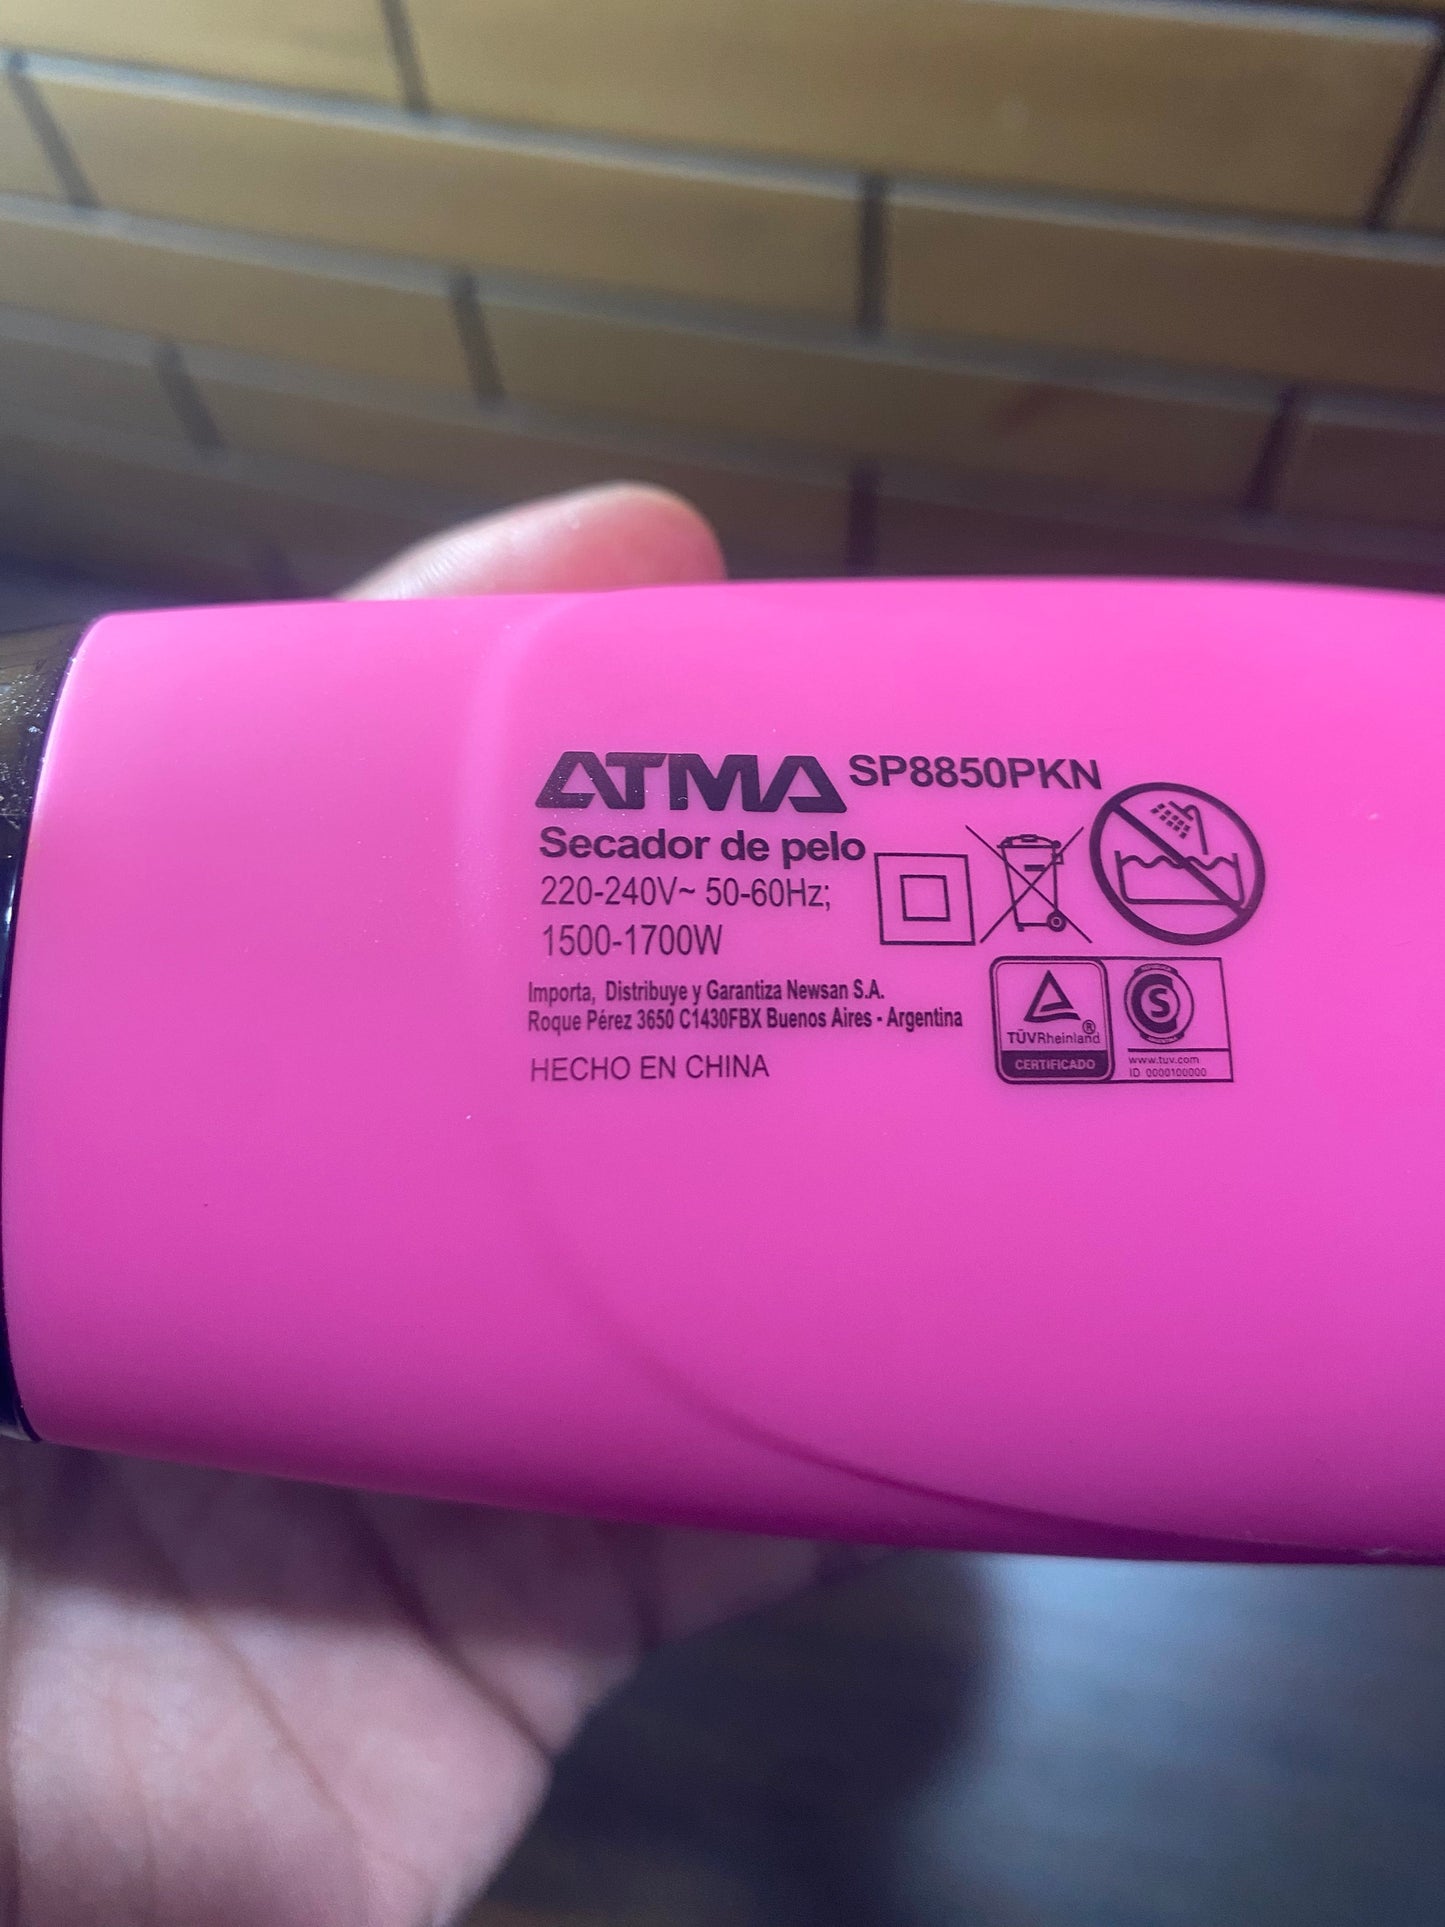 ATMA SP8850PKN
Secador de pelo
220-240V~ 50-60Hz;
1500-1700W
Importa, Distribuye y Garantiza Newsan S.A.
Roque Pérez 3650 C1430FBX Buenos Aires - Argentina
HECHO EN CHINA
TÜVRheinland®
CERTIFICADO
S
www.tuv.com
ID 0000100000